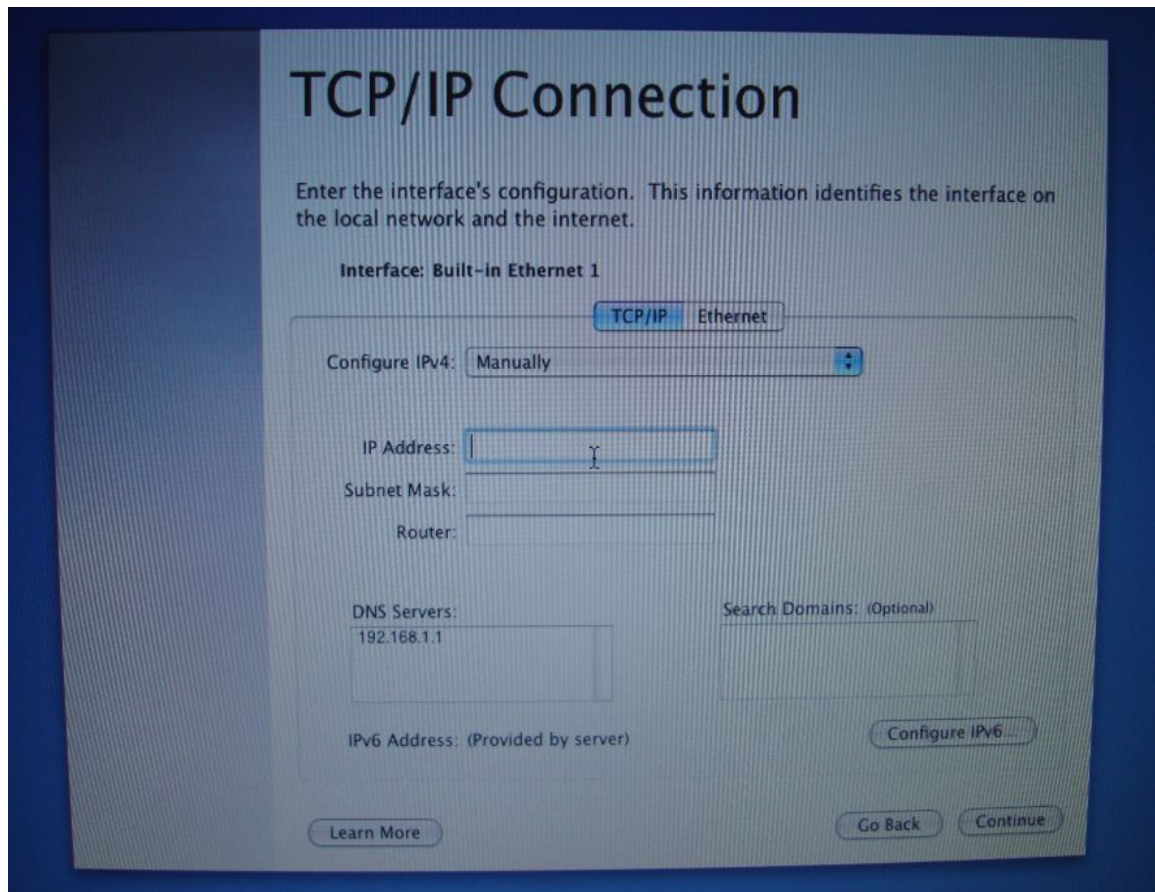 TCP/IP Connection
Enter the interface's configuration.  This information identifies the interface on
the local network and the internet.
Interface: Built-in Ethernet 1
TCP/IP Ethernet
Configure IPv4: Manually
IP Address:
Subnet Mask:
Router:
DNS Servers: Search Domains: (Optional)
192.168.1.1
IPv6 Address: (Provided by server) Configure IPv6...
Learn More Go Back Continue